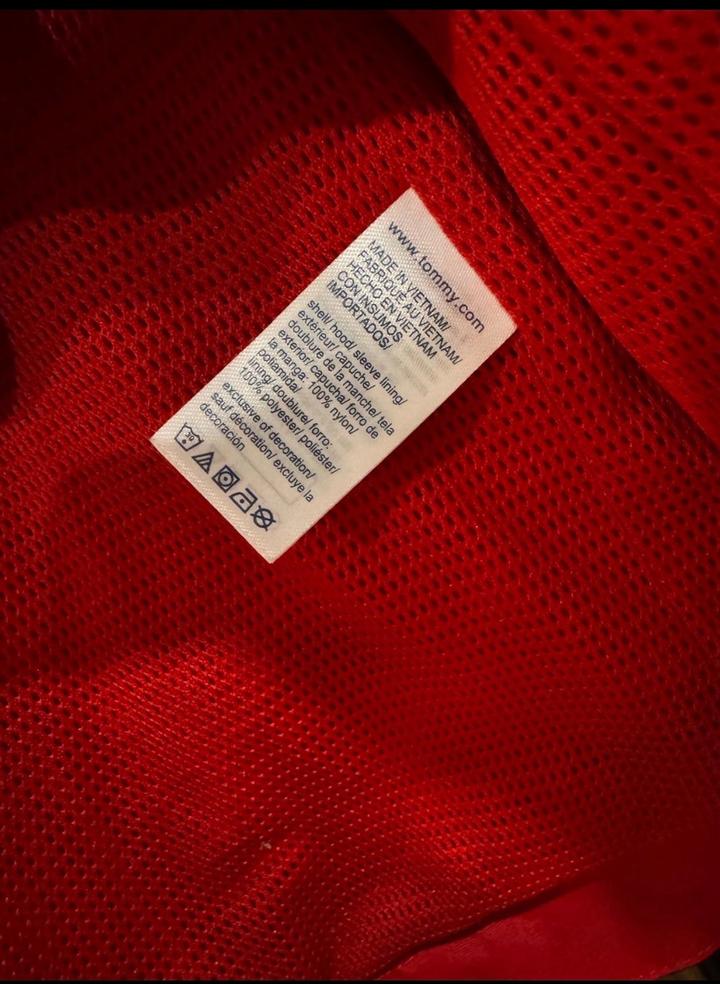 www.tommy.com
MADE IN VIETNAM/
FABRIQUÉ AU VIETNAM/
HECHO EN VIETNAM
CON INSUMOS
IMPORTADOS/
shell/ hood/ sleeve lining/
extérieur/ capuche/
doublure de la manche/ tela
exterior/ capucha/ forro de
la manga: 100% nylon/
poliamida/
lining/ doublure/ forro:
100% polyester/ poliéster/
exclusive of decoration/
sauf décoration/ excluye la
decoración
30